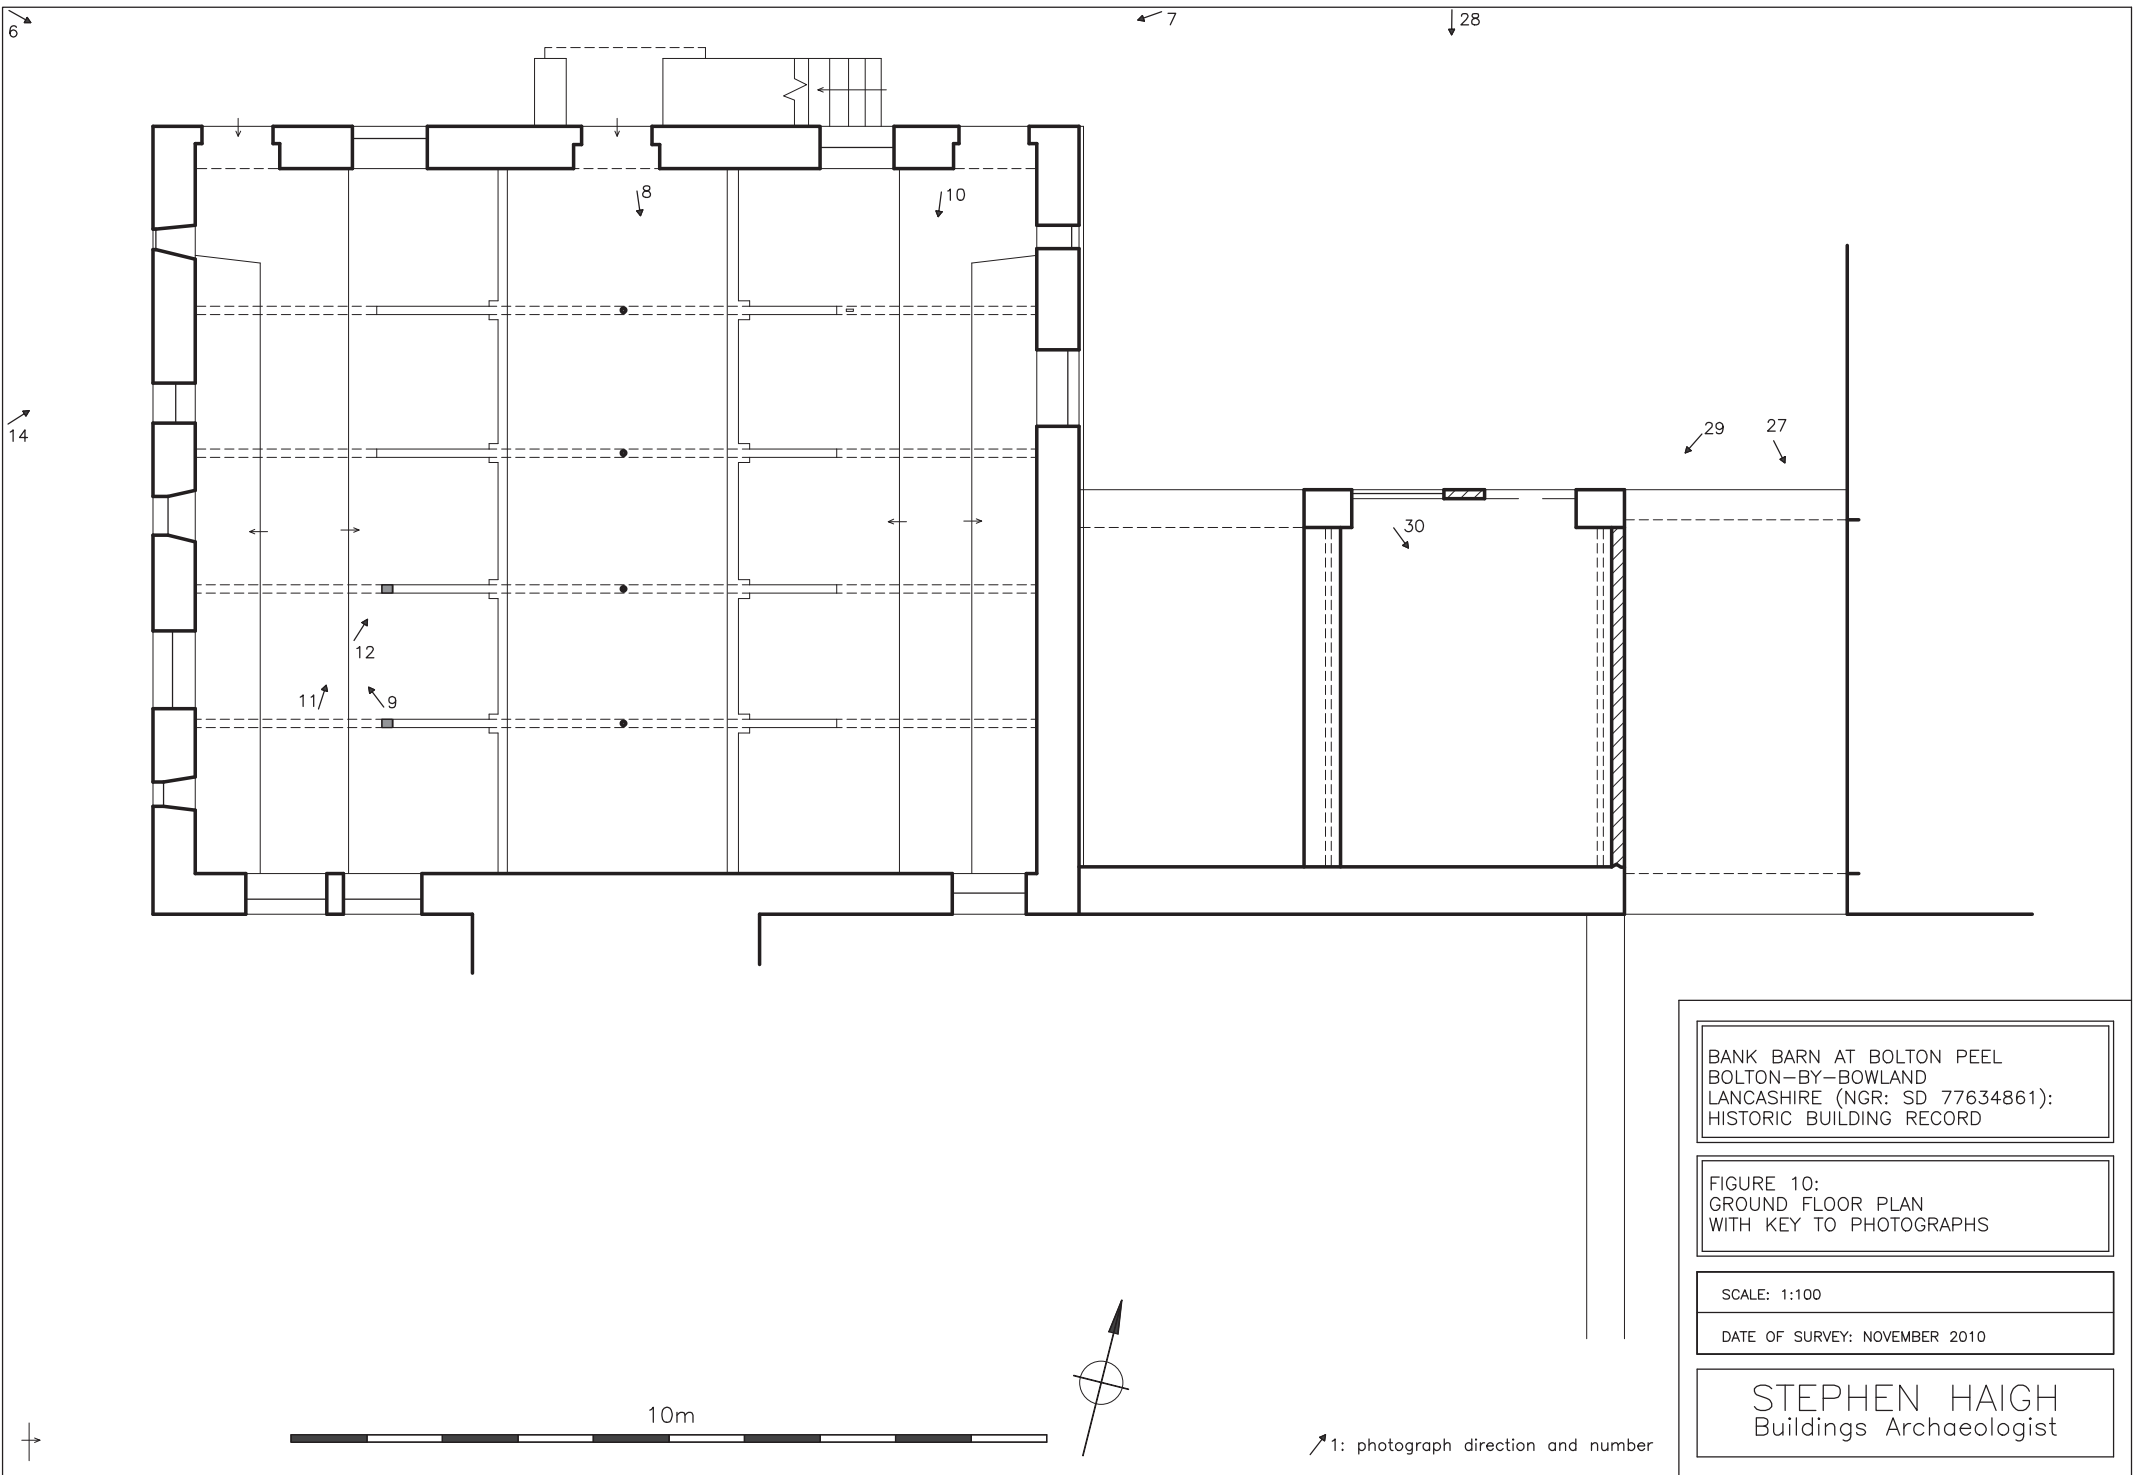 6
7
28
8
10
14
29
27
30
12
11
9
BANK BARN AT BOLTON PEEL
BOLTON-BY-BOWLAND
LANCASHIRE (NGR: SD 77634861):
HISTORIC BUILDING RECORD
FIGURE 10:
GROUND FLOOR PLAN
WITH KEY TO PHOTOGRAPHS
SCALE: 1:100
DATE OF SURVEY: NOVEMBER 2010
STEPHEN HAIGH
Buildings Archaeologist
10m
1: photograph direction and number